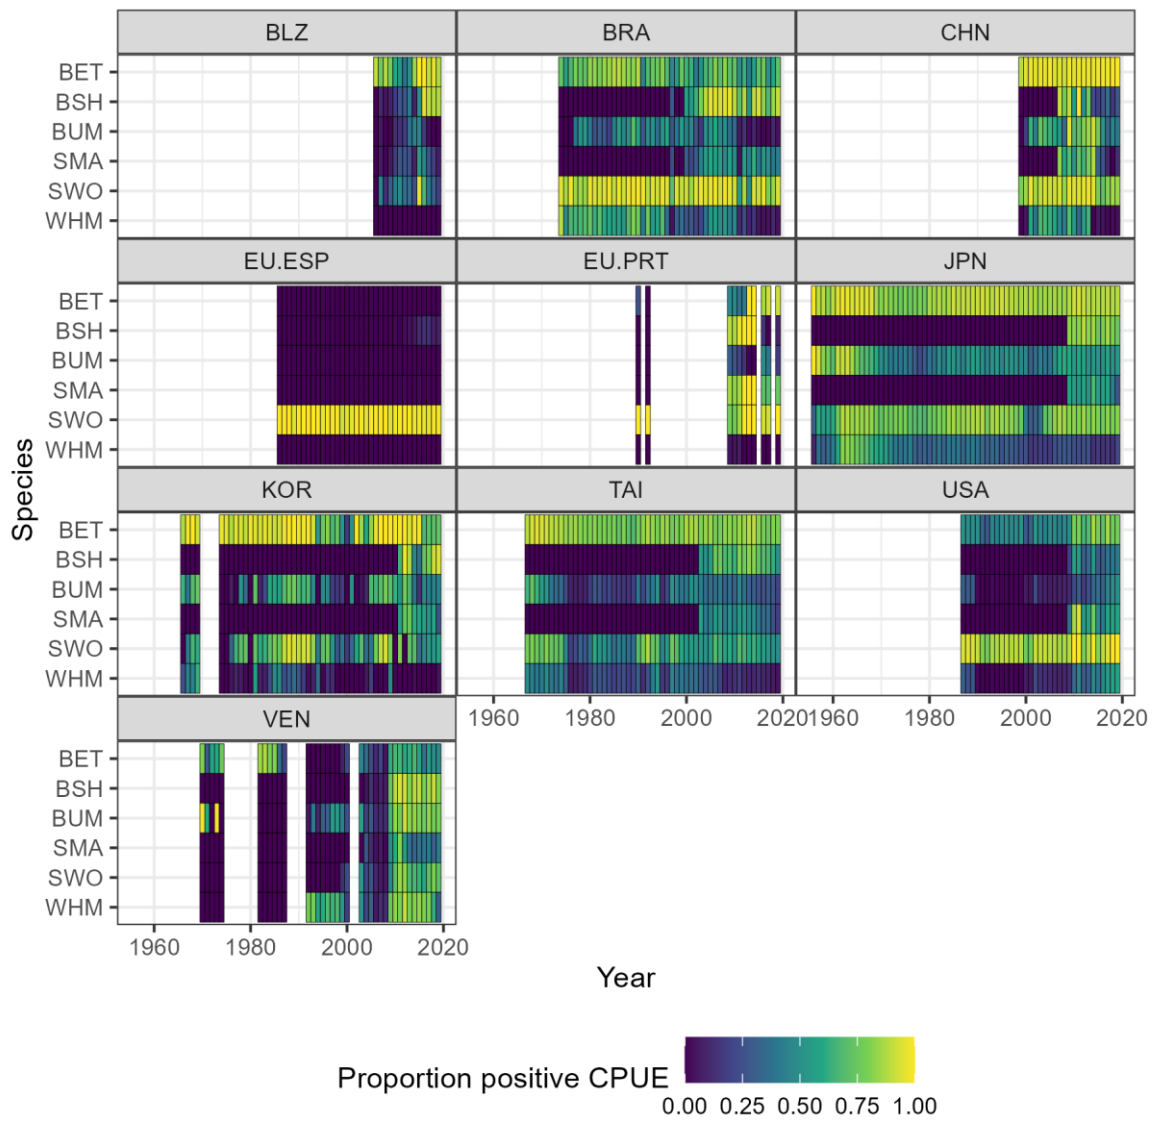 BLZ BRA CHN
BET
BSH
BUM
SMA
SWO
WHM
EU.ESP EU.PRT JPN
BET
BSH
BUM
SMA
SWO
WHM
KOR TAI USA
BET
BSH
BUM
SMA
SWO
WHM
1960 1980 2000 2020 1960 1980 2000 2020
VEN
BET
BSH
BUM
SMA
SWO
WHM
1960 1980 2000 2020
Species
Year
Proportion positive CPUE
0.00 0.25 0.50 0.75 1.00